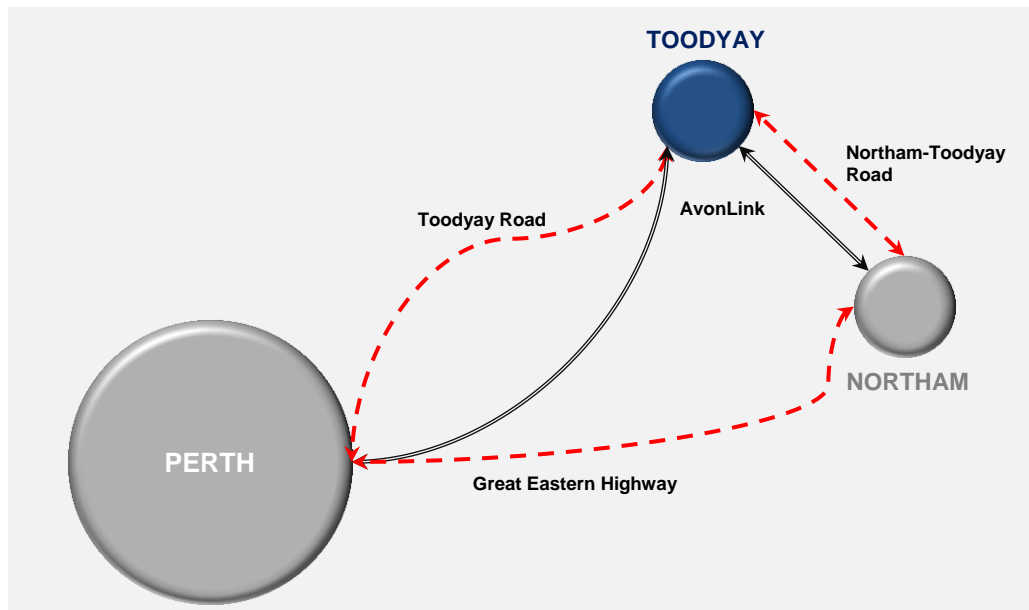 TOODYAY
Northam-Toodyay
Road
AvonLink
Toodyay Road
NORTHAM
PERTH
Great Eastern Highway